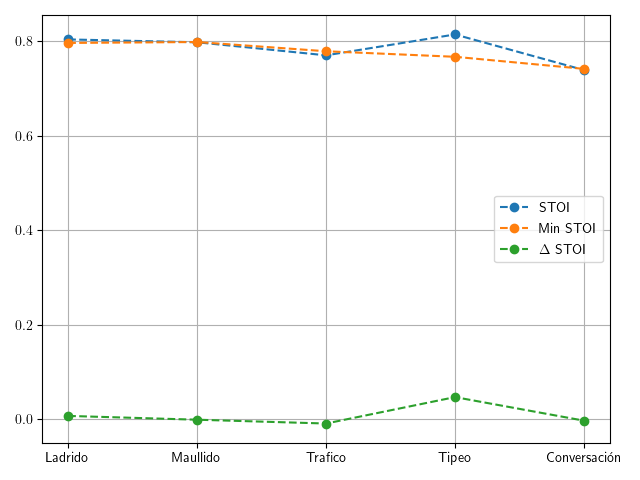 0.8
0.6
0.4
0.2
0.0
STOI
Min STOI
Δ STOI
Ladrido Maullido Trafico Tipeo Conversación